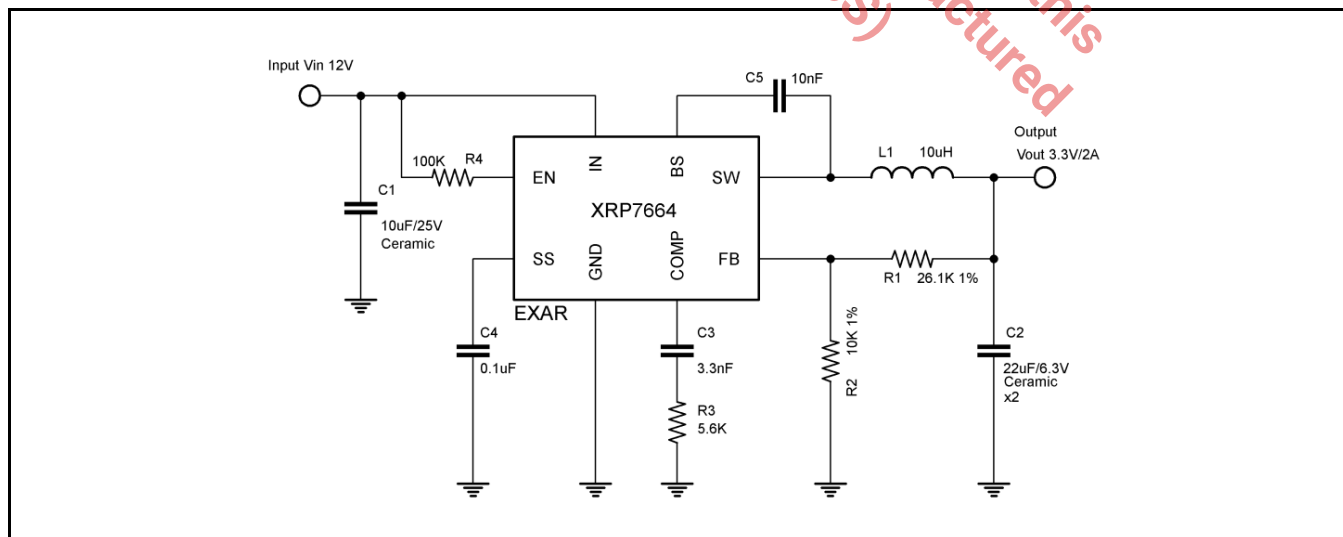 this
actured
S)
Input Vin 12V
C5 10nF
Output
Vout 3.3V/2A
L1 10uH
100K R4
EN
IN
BS
SW
C1
10uF/25V
Ceramic
XRP7664
SS
GND
COMP
FB
R1 26.1K 1%
EXAR
C4
0.1uF
C3
3.3nF
R3
5.6K
R2 10K 1%
C2
22uF/6.3V
Ceramic
x2